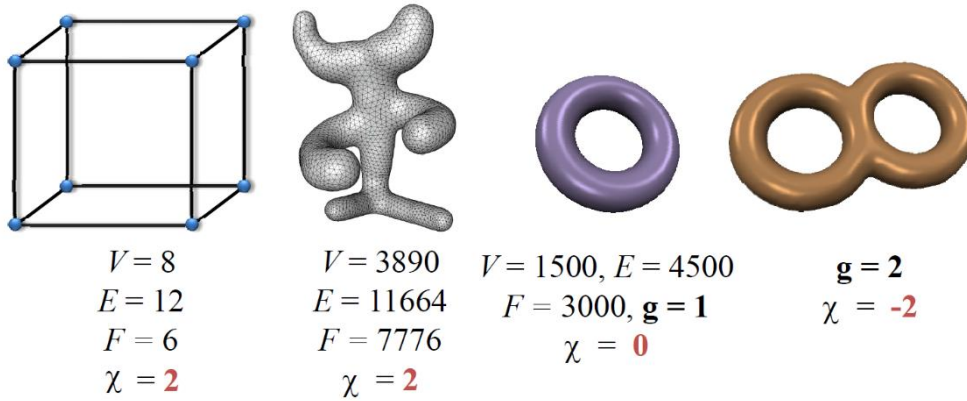 V = 8
E = 12
F = 6
χ = 2
V = 3890
E = 11664
F = 7776
χ = 2
V = 1500, E = 4500
F = 3000, g = 1
χ = 0
g = 2
χ = -2